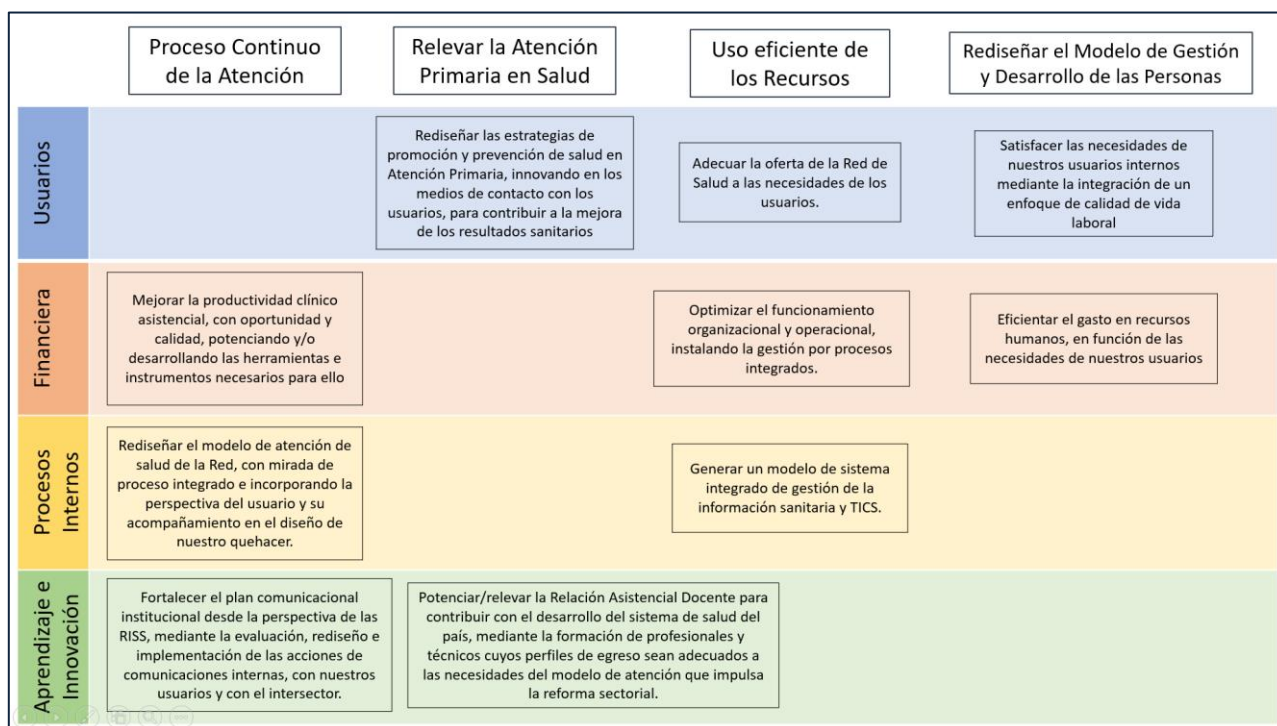 Proceso Continuo
de la Atención
Relevar la Atención
Primaria en Salud
Uso eficiente de
los Recursos
Rediseñar el Modelo de Gestión
y Desarrollo de las Personas
Usuarios
Rediseñar las estrategias de
promoción y prevención de salud en
Atención Primaria, innovando en los
medios de contacto con los
usuarios, para contribuir a la mejora
de los resultados sanitarios
Adecuar la oferta de la Red de
Salud a las necesidades de los
usuarios.
Satisfacer las necesidades de
nuestros usuarios internos
mediante la integración de un
enfoque de calidad de vida
laboral
Financiera
Mejorar la productividad clínico
asistencial, con oportunidad y
calidad, potenciando y/o
desarrollando las herramientas e
instrumentos necesarios para ello
Optimizar el funcionamiento
organizacional y operacional,
instalando la gestión por procesos
integrados.
Eficientar el gasto en recursos
humanos, en función de las
necesidades de nuestros usuarios
Procesos
Internos
Rediseñar el modelo de atención de
salud de la Red, con mirada de
proceso integrado e incorporando la
perspectiva del usuario y su
acompañamiento en el diseño de
nuestro quehacer.
Generar un modelo de sistema
integrado de gestión de la
información sanitaria y TICS.
Aprendizaje e
Innovación
Fortalecer el plan comunicacional
institucional desde la perspectiva de las
RISS, mediante la evaluación, rediseño e
implementación de las acciones de
comunicaciones internas, con nuestros
usuarios y con el intersector.
Potenciar/relevar la Relación Asistencial Docente para
contribuir con el desarrollo del sistema de salud del
país, mediante la formación de profesionales y
técnicos cuyos perfiles de egreso sean adecuados a
las necesidades del modelo de atención que impulsa
la reforma sectorial.